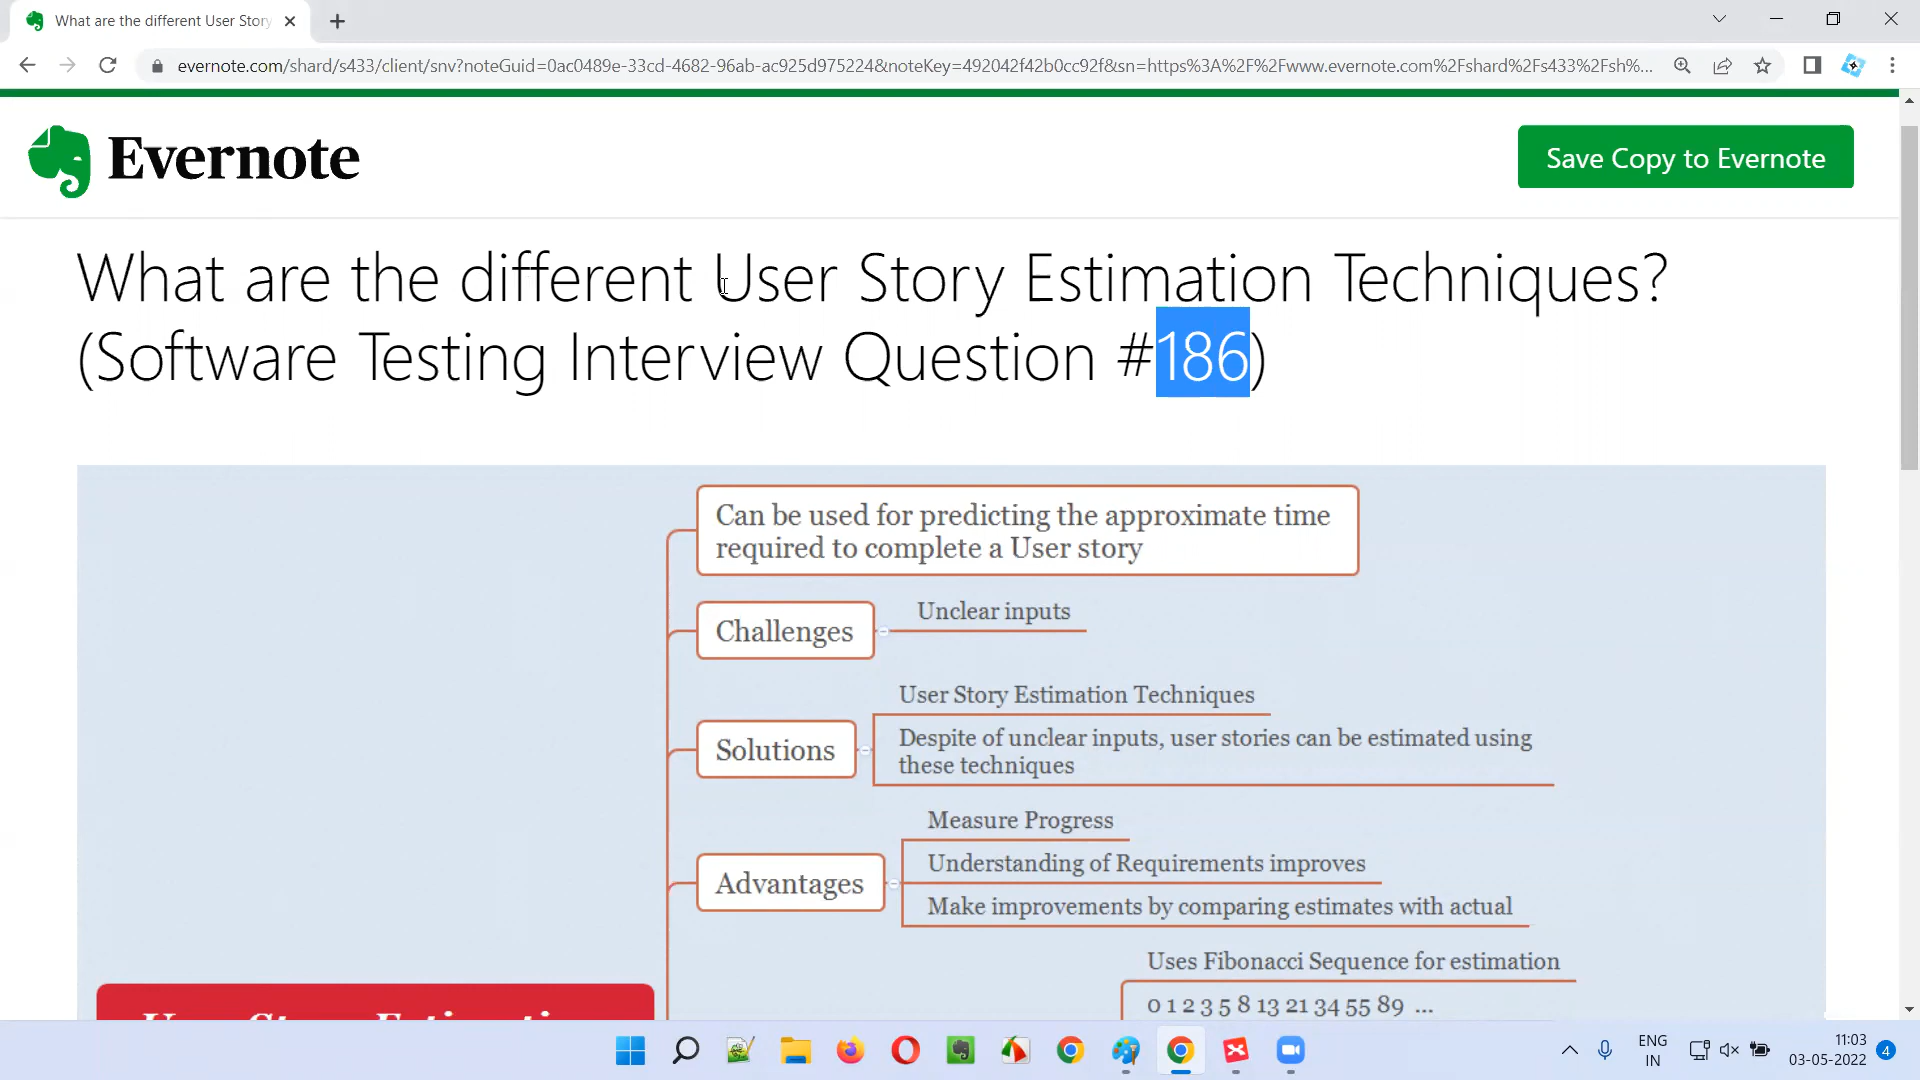 What are the different User Story
evernote.com/shard/s433/client/snv?noteGuid=0ac0489e-33cd-4682-96ab-ac925d975224&noteKey=492042f42b0cc92f&sn=https%3A%2F%2Fwww.evernote.com%2Fshard%2Fs433%2Fsh%...
Evernote
Save Copy to Evernote
What are the different User Story Estimation Techniques?
(Software Testing Interview Question #186)
Can be used for predicting the approximate time
required to complete a User story
Challenges
Unclear inputs
Solutions
User Story Estimation Techniques
Despite of unclear inputs, user stories can be estimated using
these techniques
Advantages
Measure Progress
Understanding of Requirements improves
Make improvements by comparing estimates with actual
Uses Fibonacci Sequence for estimation
0 1 2 3 5 8 13 21 34 55 89 ...
ENG
IN
11:03
03-05-2022
4